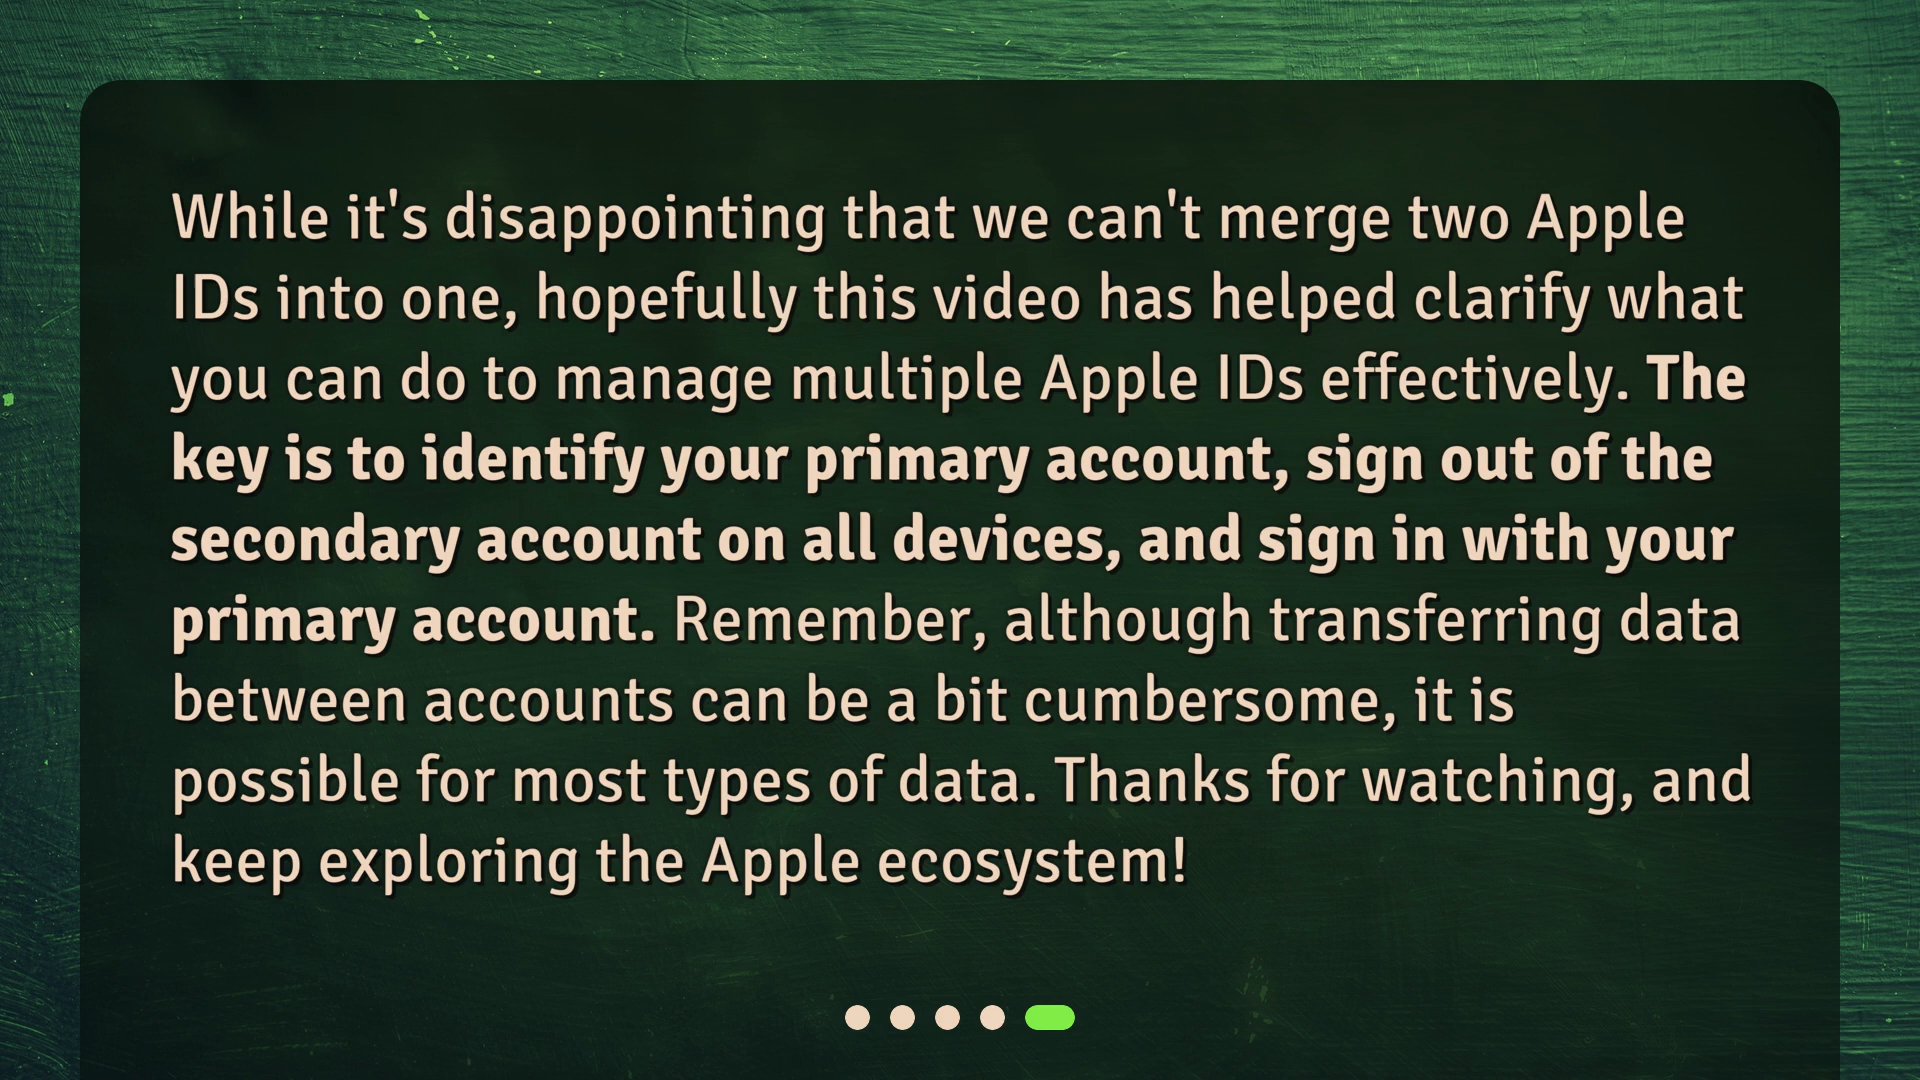 While it's disappointing that we can't merge two Apple
IDs into one, hopefully this video has helped clarify what
you can do to manage multiple Apple IDs effectively. The
key is to identify your primary account, sign out of the
secondary account on all devices, and sign in with your
primary account. Remember, although transferring data
between accounts can be a bit cumbersome, it is
possible for most types of data. Thanks for watching, and
keep exploring the Apple ecosystem!